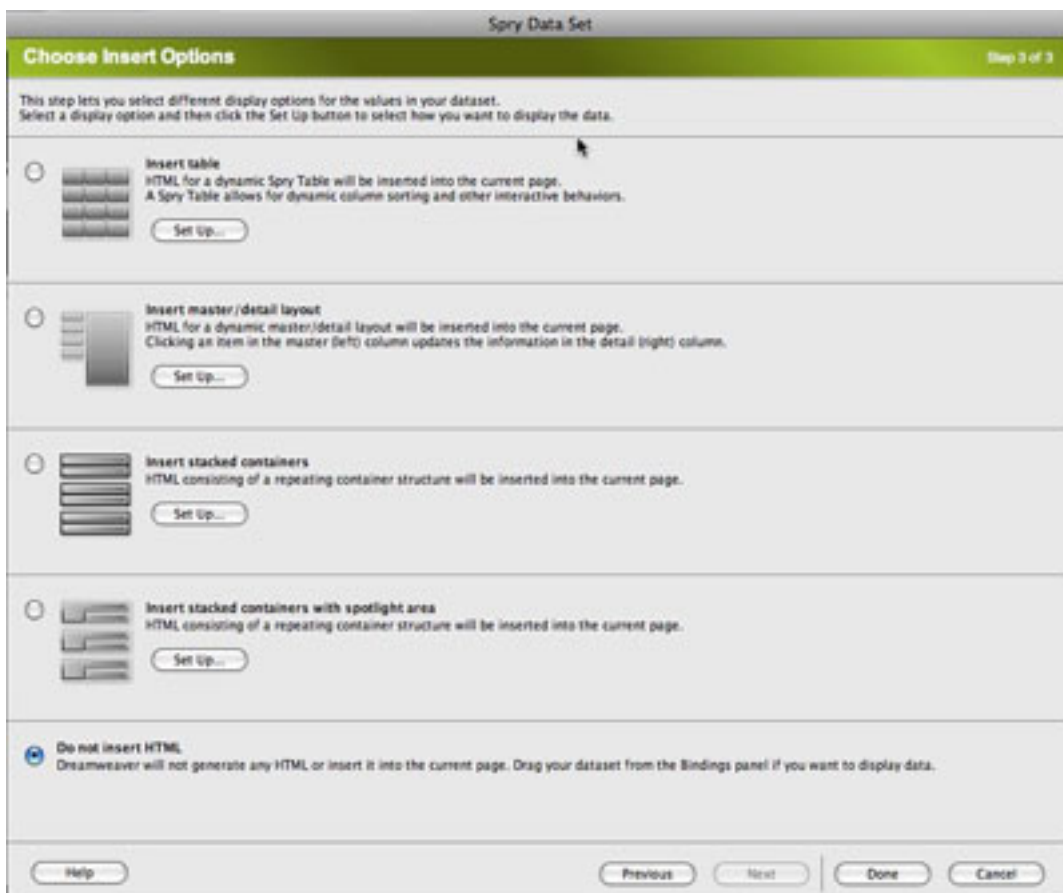 Spry Data Set
Choose Insert Options
Step 3 of 3
This step lets you select different display options for the values in your dataset.
Select a display option and then click the Set Up button to select how you want to display the data.
Insert table
HTML for a dynamic Spry Table will be inserted into the current page.
A Spry Table allows for dynamic column sorting and other interactive behaviors.
Set Up...
Insert master/detail layout
HTML for a dynamic master/detail layout will be inserted into the current page.
Clicking an item in the master (left) column updates the information in the detail (right) column.
Set Up...
Insert stacked containers
HTML consisting of a repeating container structure will be inserted into the current page.
Set Up...
Insert stacked containers with spotlight area
HTML consisting of a repeating container structure will be inserted into the current page.
Set Up...
Do not insert HTML
Dreamweaver will not generate any HTML or insert it into the current page. Drag your dataset from the Bindings panel if you want to display data.
Help
Previous
Next
Done
Cancel